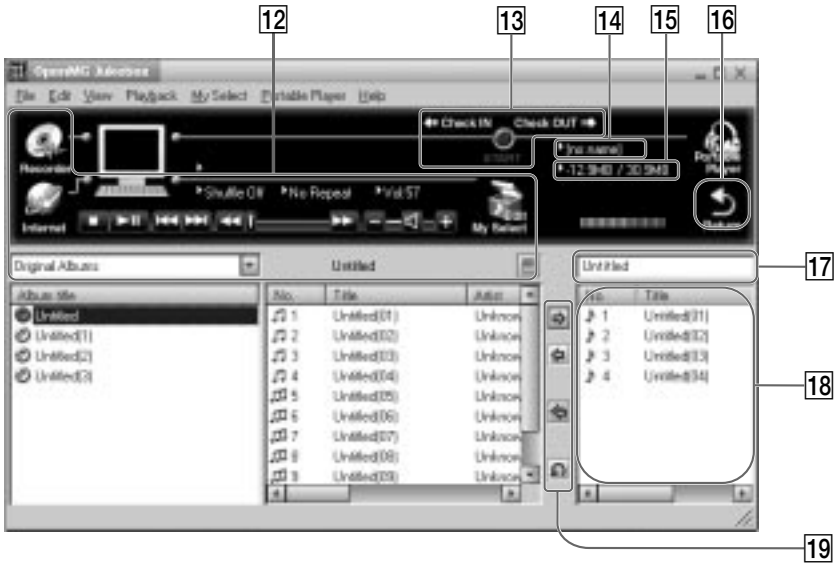 12 13 14 15 16
OpenMG Jukebox
File Edit View Playback My Select Portable Player Help
Check IN Check OUT
START
Recorder
[no name]
Portable Player
-12.9MB / 30.9MB
Shuffle Off No Repeat Vol:57
Internet
Edit
My Select
Return
Original Albums Untitled Untitled
17
Album title No. Title Artist No. Title
Untitled 1 Untitled(01) Unknow 1 Untitled(01)
Untitled(1) 2 Untitled(02) Unknow 2 Untitled(02)
Untitled(2) 3 Untitled(03) Unknow 3 Untitled(03)
Untitled(3) 4 Untitled(04) Unknow 4 Untitled(04)
18
5 Untitled(05) Unknow
6 Untitled(06) Unknow
7 Untitled(07) Unknow
8 Untitled(08) Unknow
9 Untitled(09) Unknow
19